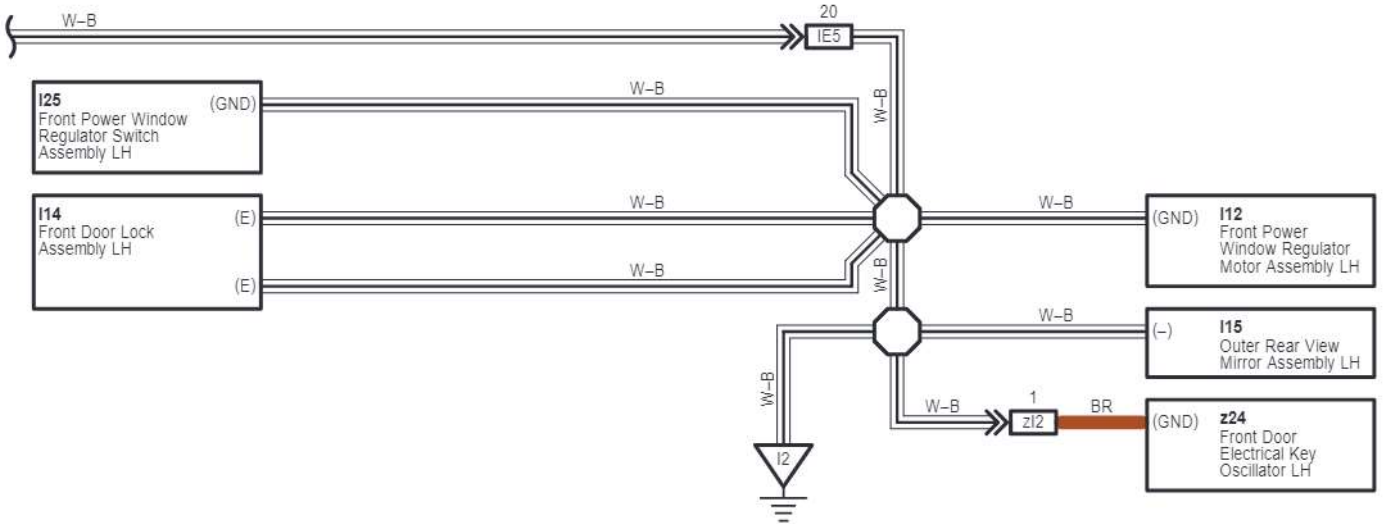 W–B
20
IE5
I25
(GND)
Front Power Window
Regulator Switch
Assembly LH
W–B
W–B
I14
(E)
Front Door Lock
Assembly LH
(E)
W–B
W–B
W–B
W–B
(GND)
I12
Front Power
Window Regulator
Motor Assembly LH
W–B
(–)
I15
Outer Rear View
Mirror Assembly LH
W–B
I2
W–B
1
zI2
BR
(GND)
z24
Front Door
Electrical Key
Oscillator LH